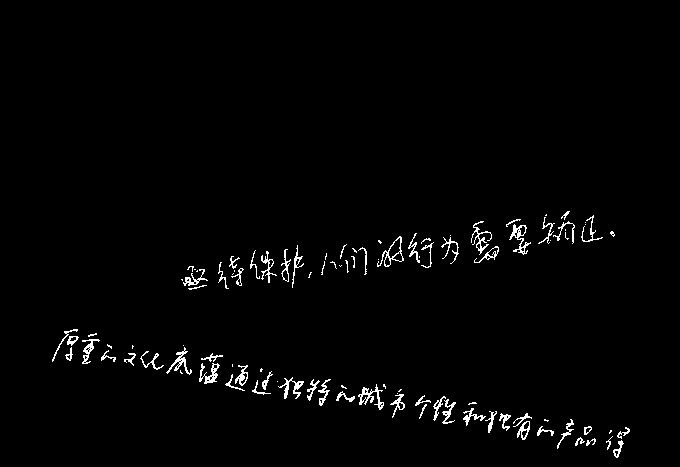 亟待保护,人们的行为需要矫正。
厚重的文化底蕴通过独特的城市个性和独有的产品得